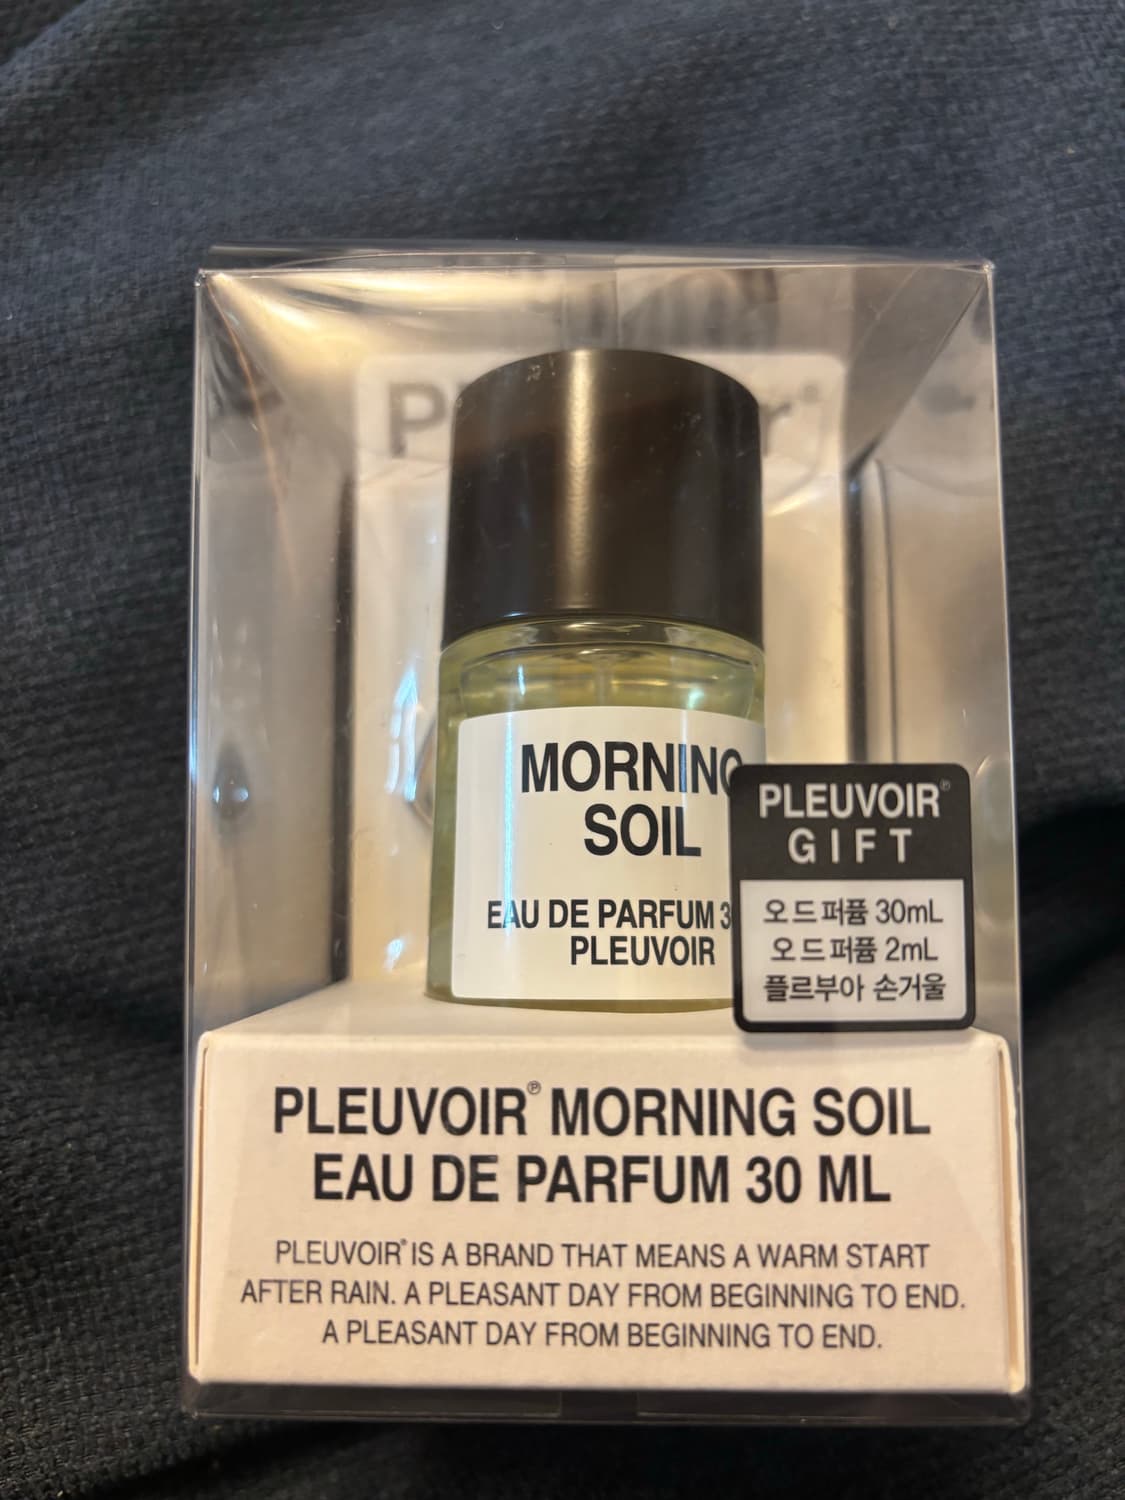 MORNING
SOIL
EAU DE PARFUM
PLEUVOIR
PLEUVOIR℗
GIFT
오드퍼퓸 30mL
오드퍼퓸 2mL
플르부아 손거울
PLEUVOIR℗ MORNING SOIL
EAU DE PARFUM 30 ML
PLEUVOIR℗ IS A BRAND THAT MEANS A WARM START
AFTER RAIN. A PLEASANT DAY FROM BEGINNING TO END.
A PLEASANT DAY FROM BEGINNING TO END.